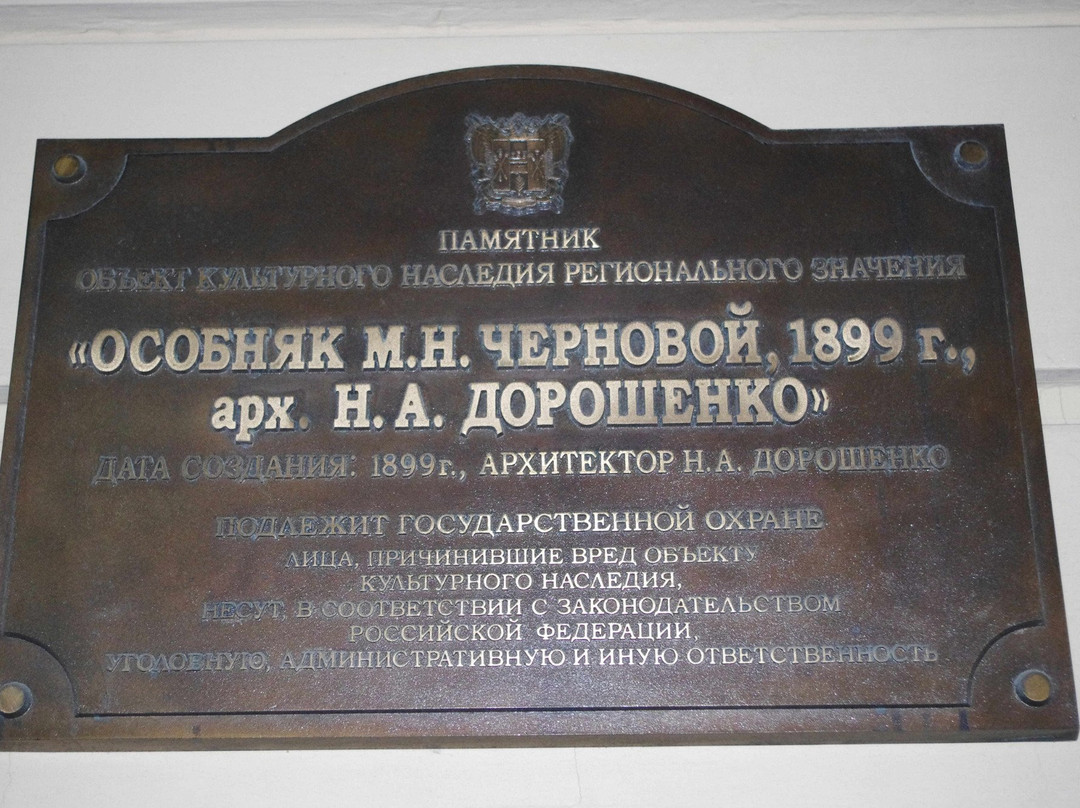 ПАМЯТНИК
ОБЪЕКТ КУЛЬТУРНОГО НАСЛЕДИЯ РЕГИОНАЛЬНОГО ЗНАЧЕНИЯ
«ОСОБНЯК М.Н. ЧЕРНОВОЙ, 1899 г.,
арх. Н.А. ДОРОШЕНКО»
ДАТА СОЗДАНИЯ: 1899г., АРХИТЕКТОР Н.А. ДОРОШЕНКО
ПОДЛЕЖИТ ГОСУДАРСТВЕННОЙ ОХРАНЕ
ЛИЦА, ПРИЧИНИВШИЕ ВРЕД ОБЪЕКТУ
КУЛЬТУРНОГО НАСЛЕДИЯ,
НЕСУТ, В СООТВЕТСТВИИ С ЗАКОНОДАТЕЛЬСТВОМ
РОССИЙСКОЙ ФЕДЕРАЦИИ,
УГОЛОВНУЮ, АДМИНИСТРАТИВНУЮ И ИНУЮ ОТВЕТСТВЕННОСТЬ